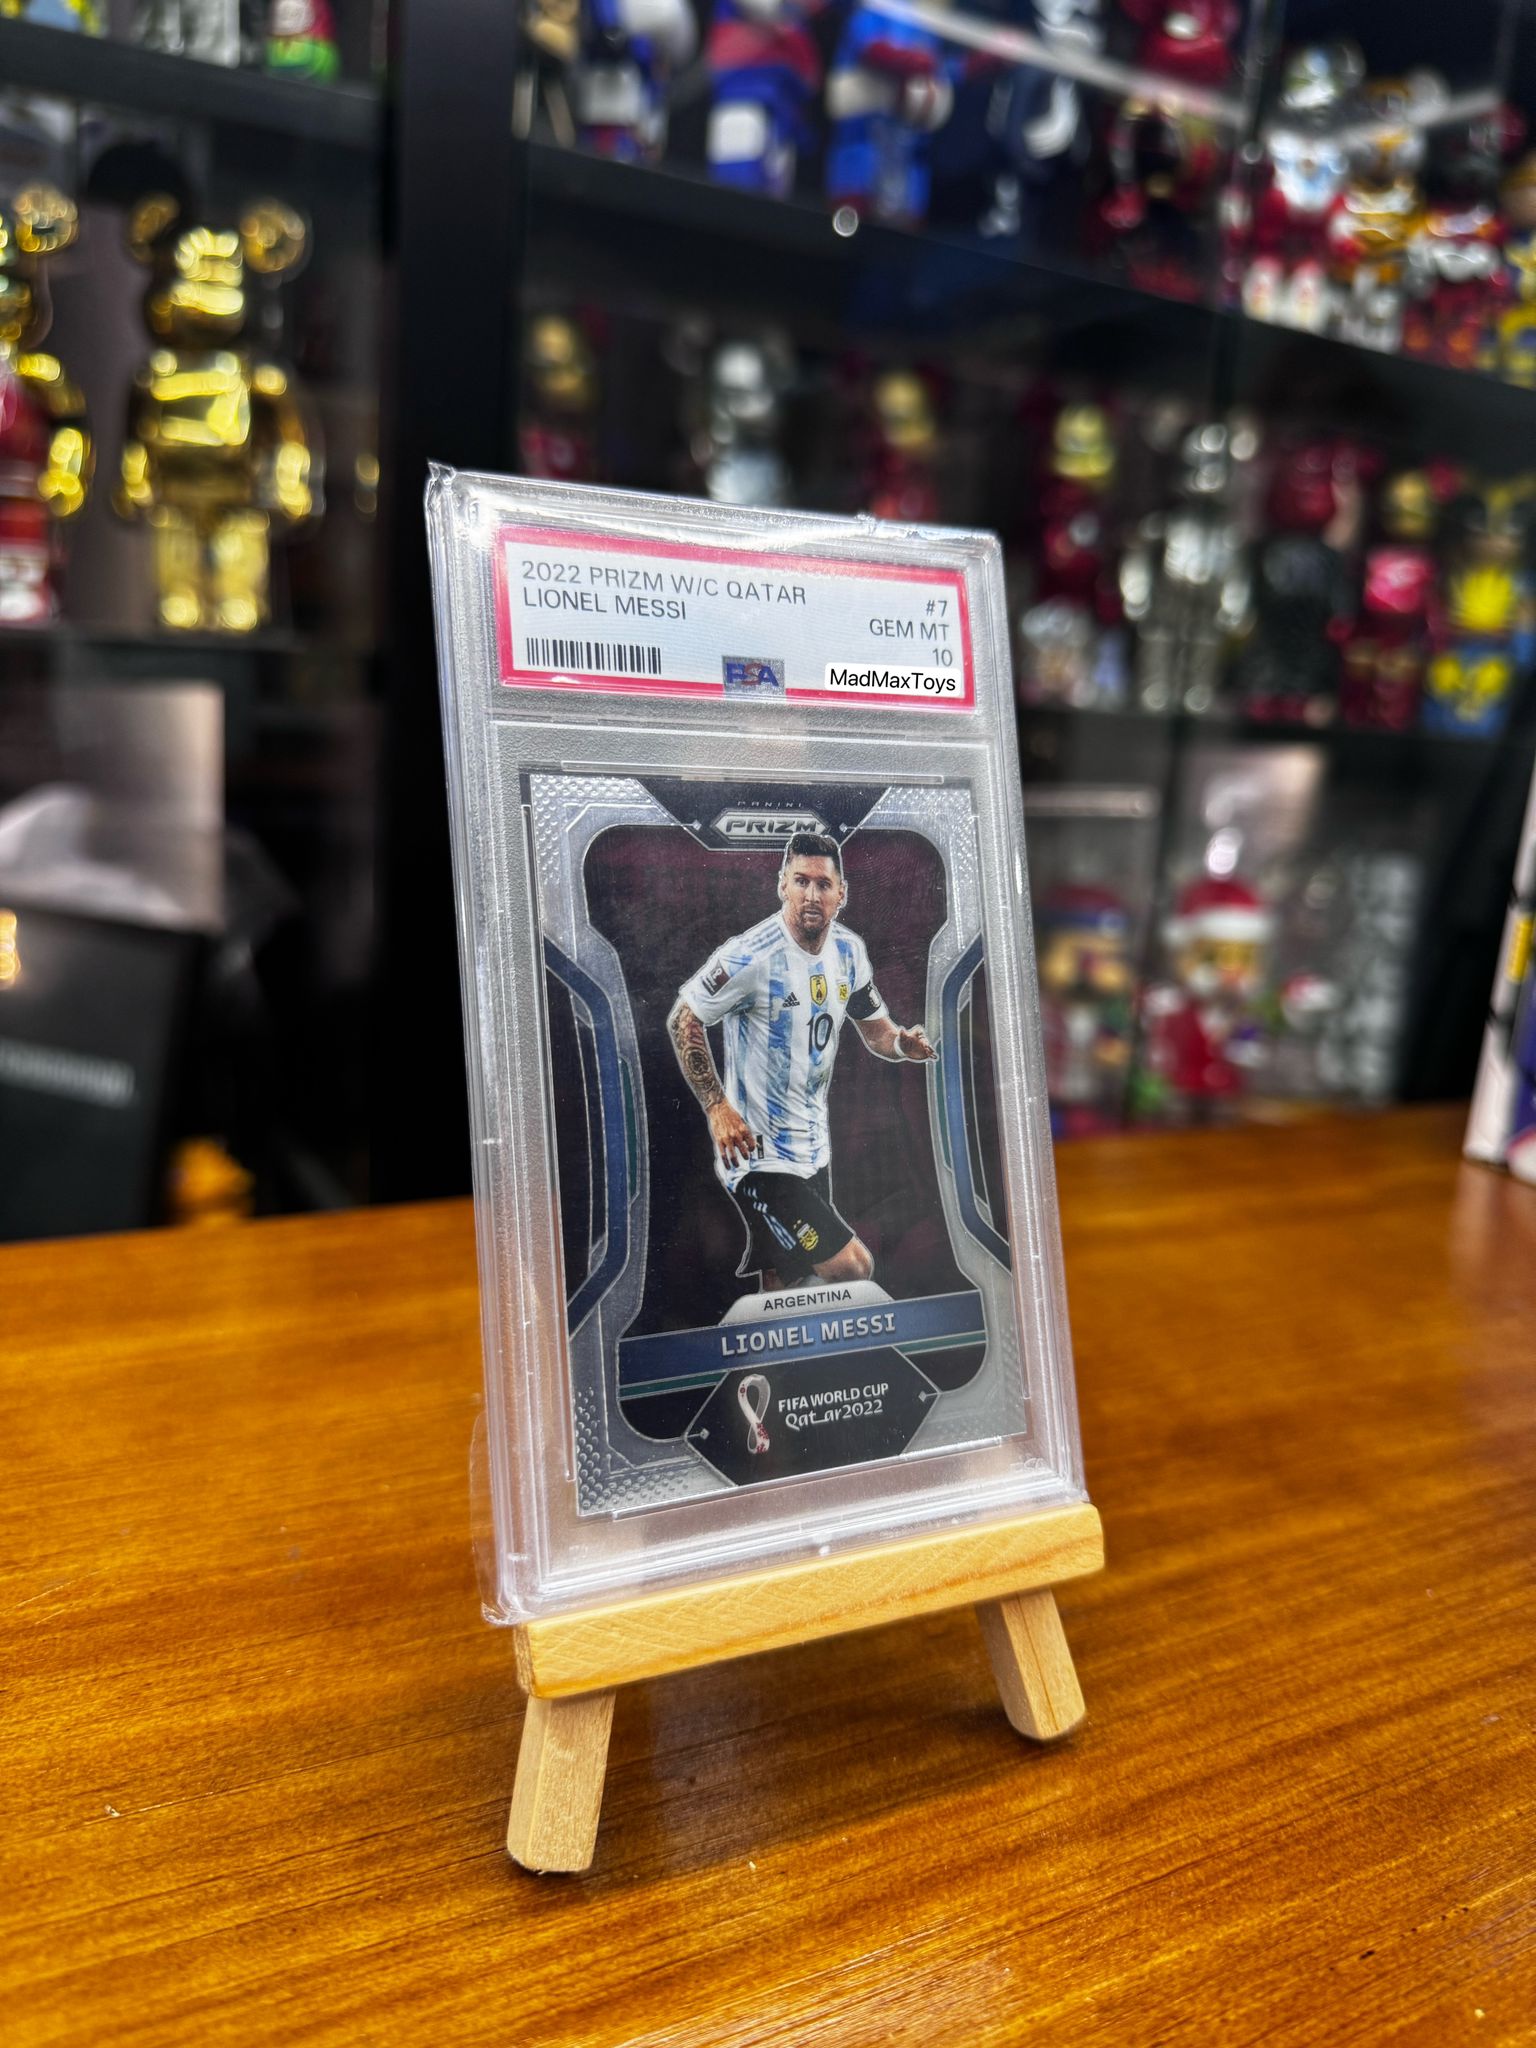 2022 PRIZM W/C QATAR
#7
LIONEL MESSI
GEM MT
10
PSA
MadMaxToys
PANINI
PRIZM
10
ARGENTINA
LIONEL MESSI
FIFA WORLD CUP
Qatar2022